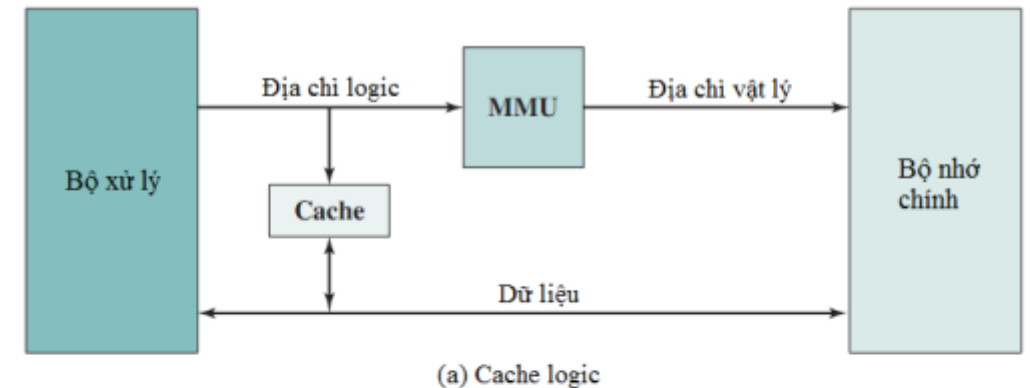 Địa chỉ logic
MMU
Địa chỉ vật lý
Bộ xử lý
Cache
Bộ nhớ
chính
Dữ liệu
(a) Cache logic